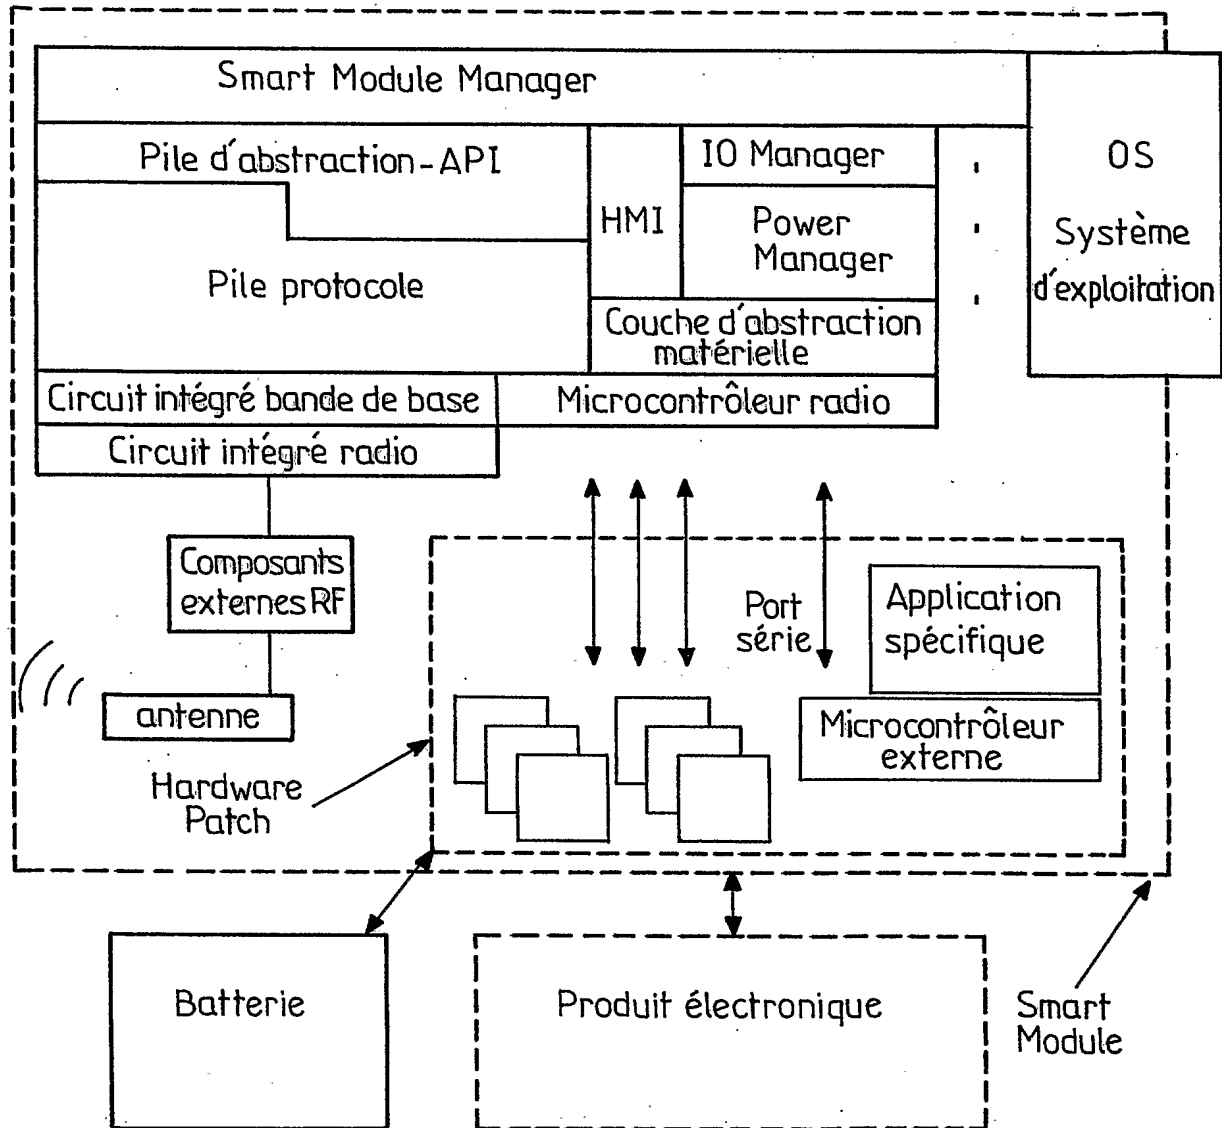 Smart Module Manager
Pile d'abstraction-API
HMI
IO Manager
Power
Manager
OS
Système
d'exploitation
Pile protocole
Couche d'abstraction
matérielle
Circuit intégré bande de base
Microcontrôleur radio
Circuit intégré radio
Composants
externes RF
antenne
Port
série
Application
spécifique
Microcontrôleur
externe
Hardware
Patch
Batterie
Produit électronique
Smart
Module